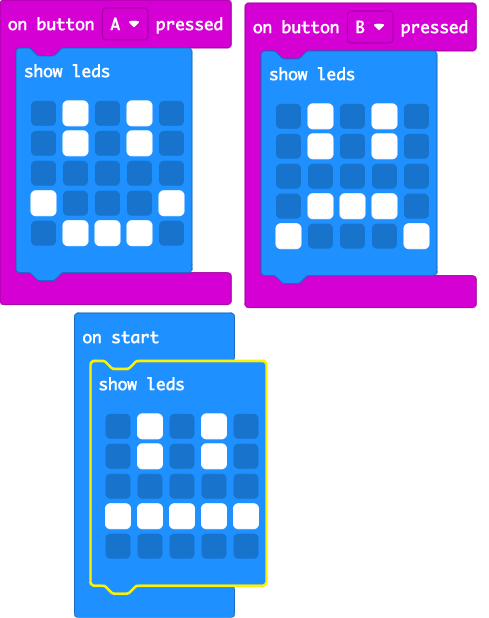 on button A pressed
show leds
on button B pressed
show leds
on start
show leds